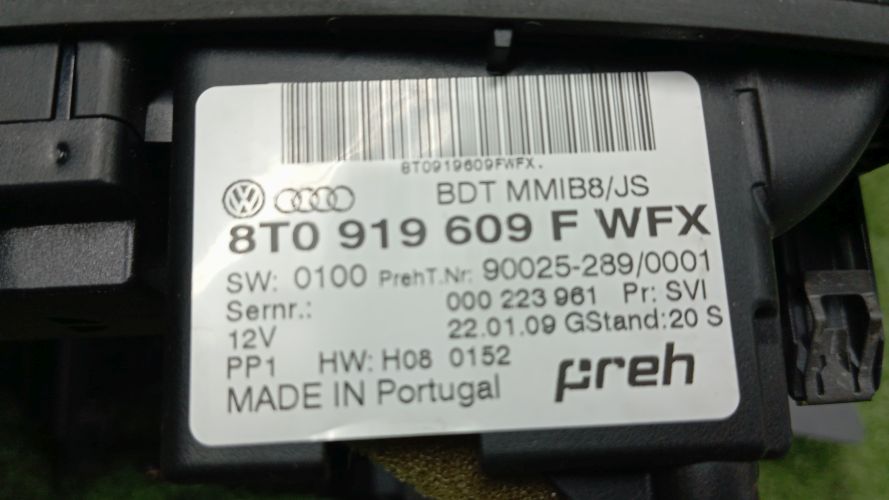 8T0919609FWFX.
BDT MMIB8/JS
8T0 919 609 F WFX
SW: 0100 PrehT.Nr: 90025-289/0001
Sernr.: 000 223 961 Pr: SVI
12V 22.01.09 GStand:20 S
PP1 HW: H08 0152
preh
MADE IN Portugal